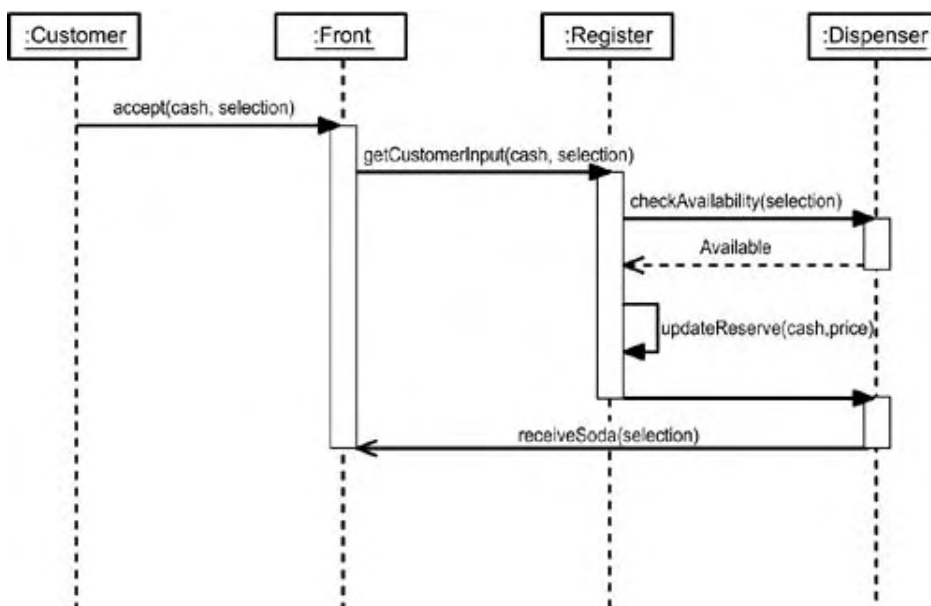 :Customer
:Front
:Register
:Dispenser
accept(cash, selection)
getCustomerInput(cash, selection)
checkAvailability(selection)
Available
updateReserve(cash,price)
receiveSoda(selection)